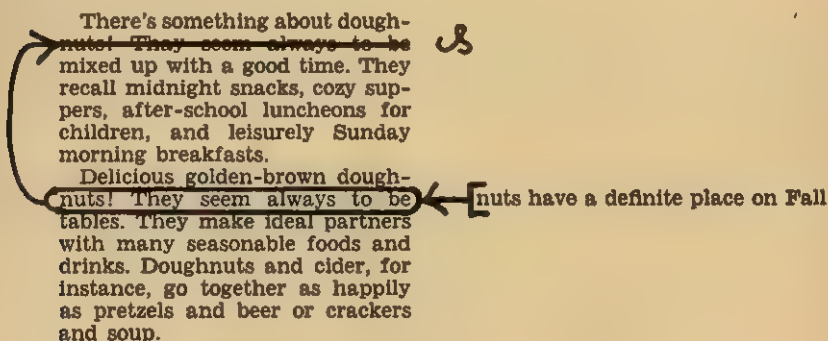 There's something about dough-
nuts! Thay seem always to be
mixed up with a good time. They
recall midnight snacks, cozy sup-
pers, after-school luncheons for
children, and leisurely Sunday
morning breakfasts.
Delicious golden-brown dough-
nuts! They seem always to be
nuts have a definite place on Fall
tables. They make ideal partners
with many seasonable foods and
drinks. Doughnuts and cider, for
instance, go together as happily
as pretzels and beer or crackers
and soup.